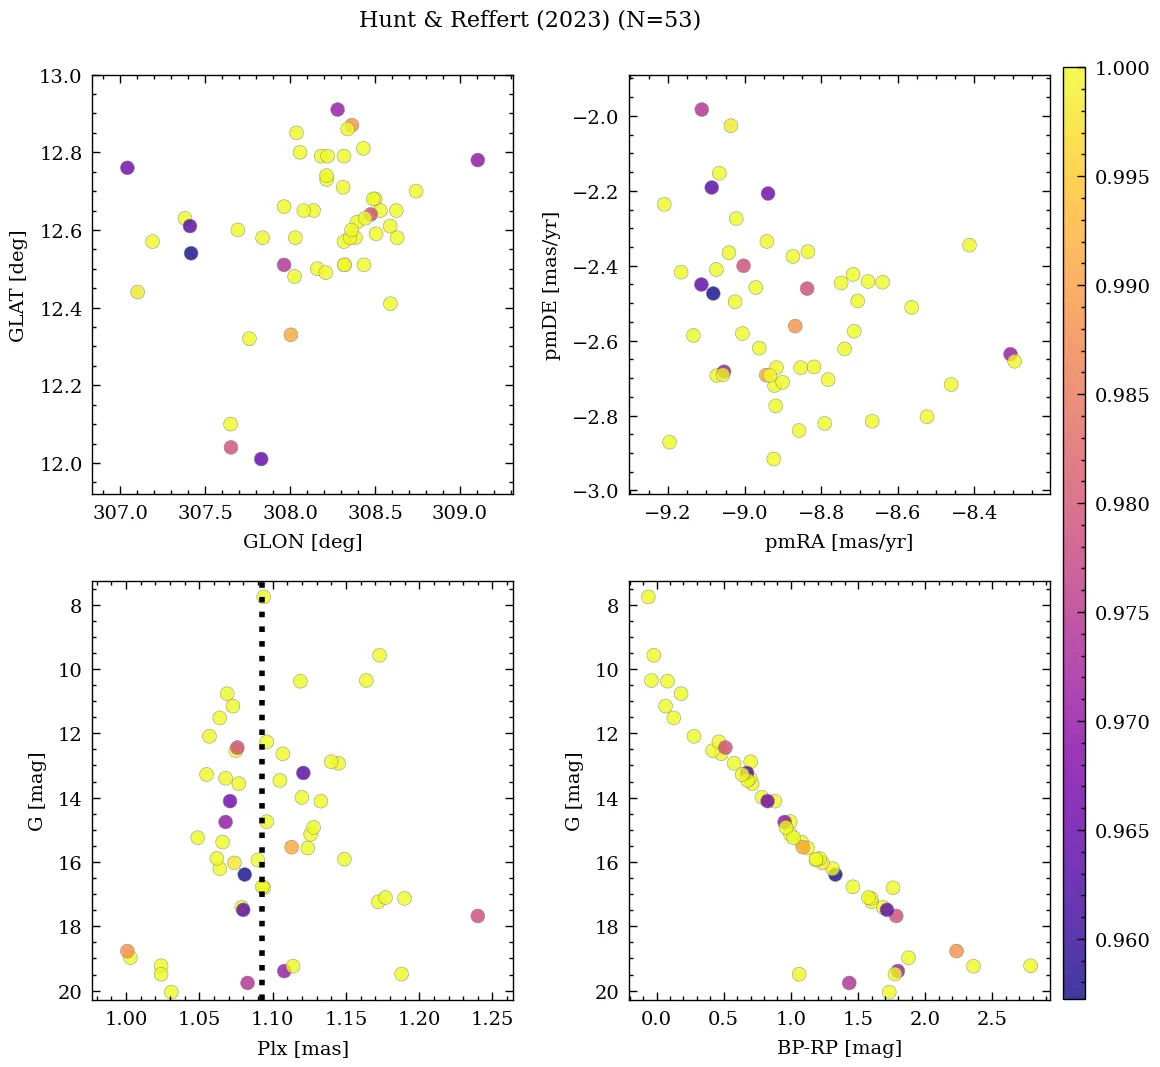 Hunt & Reffert (2023) (N=53)
13.0
12.8
12.6
12.4
12.2
12.0
GLAT [deg]
307.0 307.5 308.0 308.5 309.0
GLON [deg]
−2.0
−2.2
−2.4
−2.6
−2.8
−3.0
pmDE [mas/yr]
−9.2 −9.0 −8.8 −8.6 −8.4
pmRA [mas/yr]
8
10
12
14
16
18
20
G [mag]
1.00 1.05 1.10 1.15 1.20 1.25
Plx [mas]
8
10
12
14
16
18
20
G [mag]
0.0 0.5 1.0 1.5 2.0 2.5
BP-RP [mag]
1.000
0.995
0.990
0.985
0.980
0.975
0.970
0.965
0.960